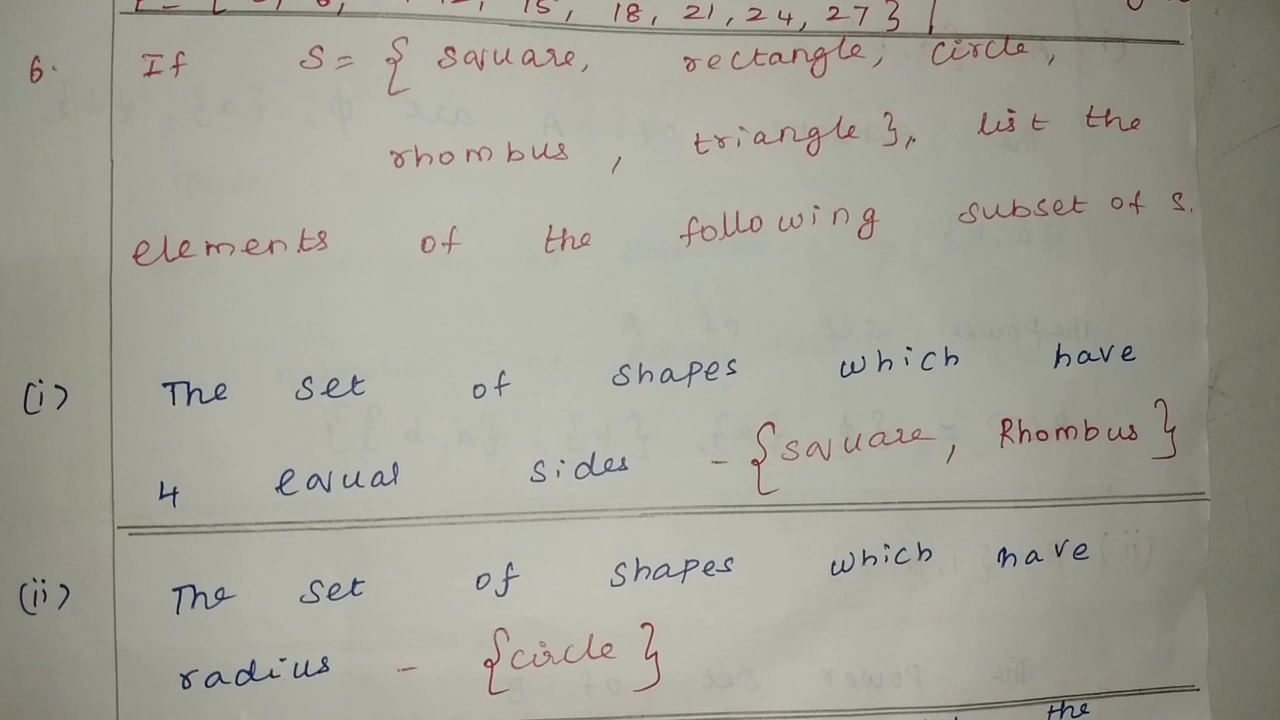 15, 18, 21, 24, 27 }
6. If S = { square, rectangle, circle,
rhombus, triangle }, list the
elements of the following subset of s.
(i) The set of shapes which have
4 equal sides - { square, Rhombus }
(ii) The set of shapes which have
radius - { circle }
the